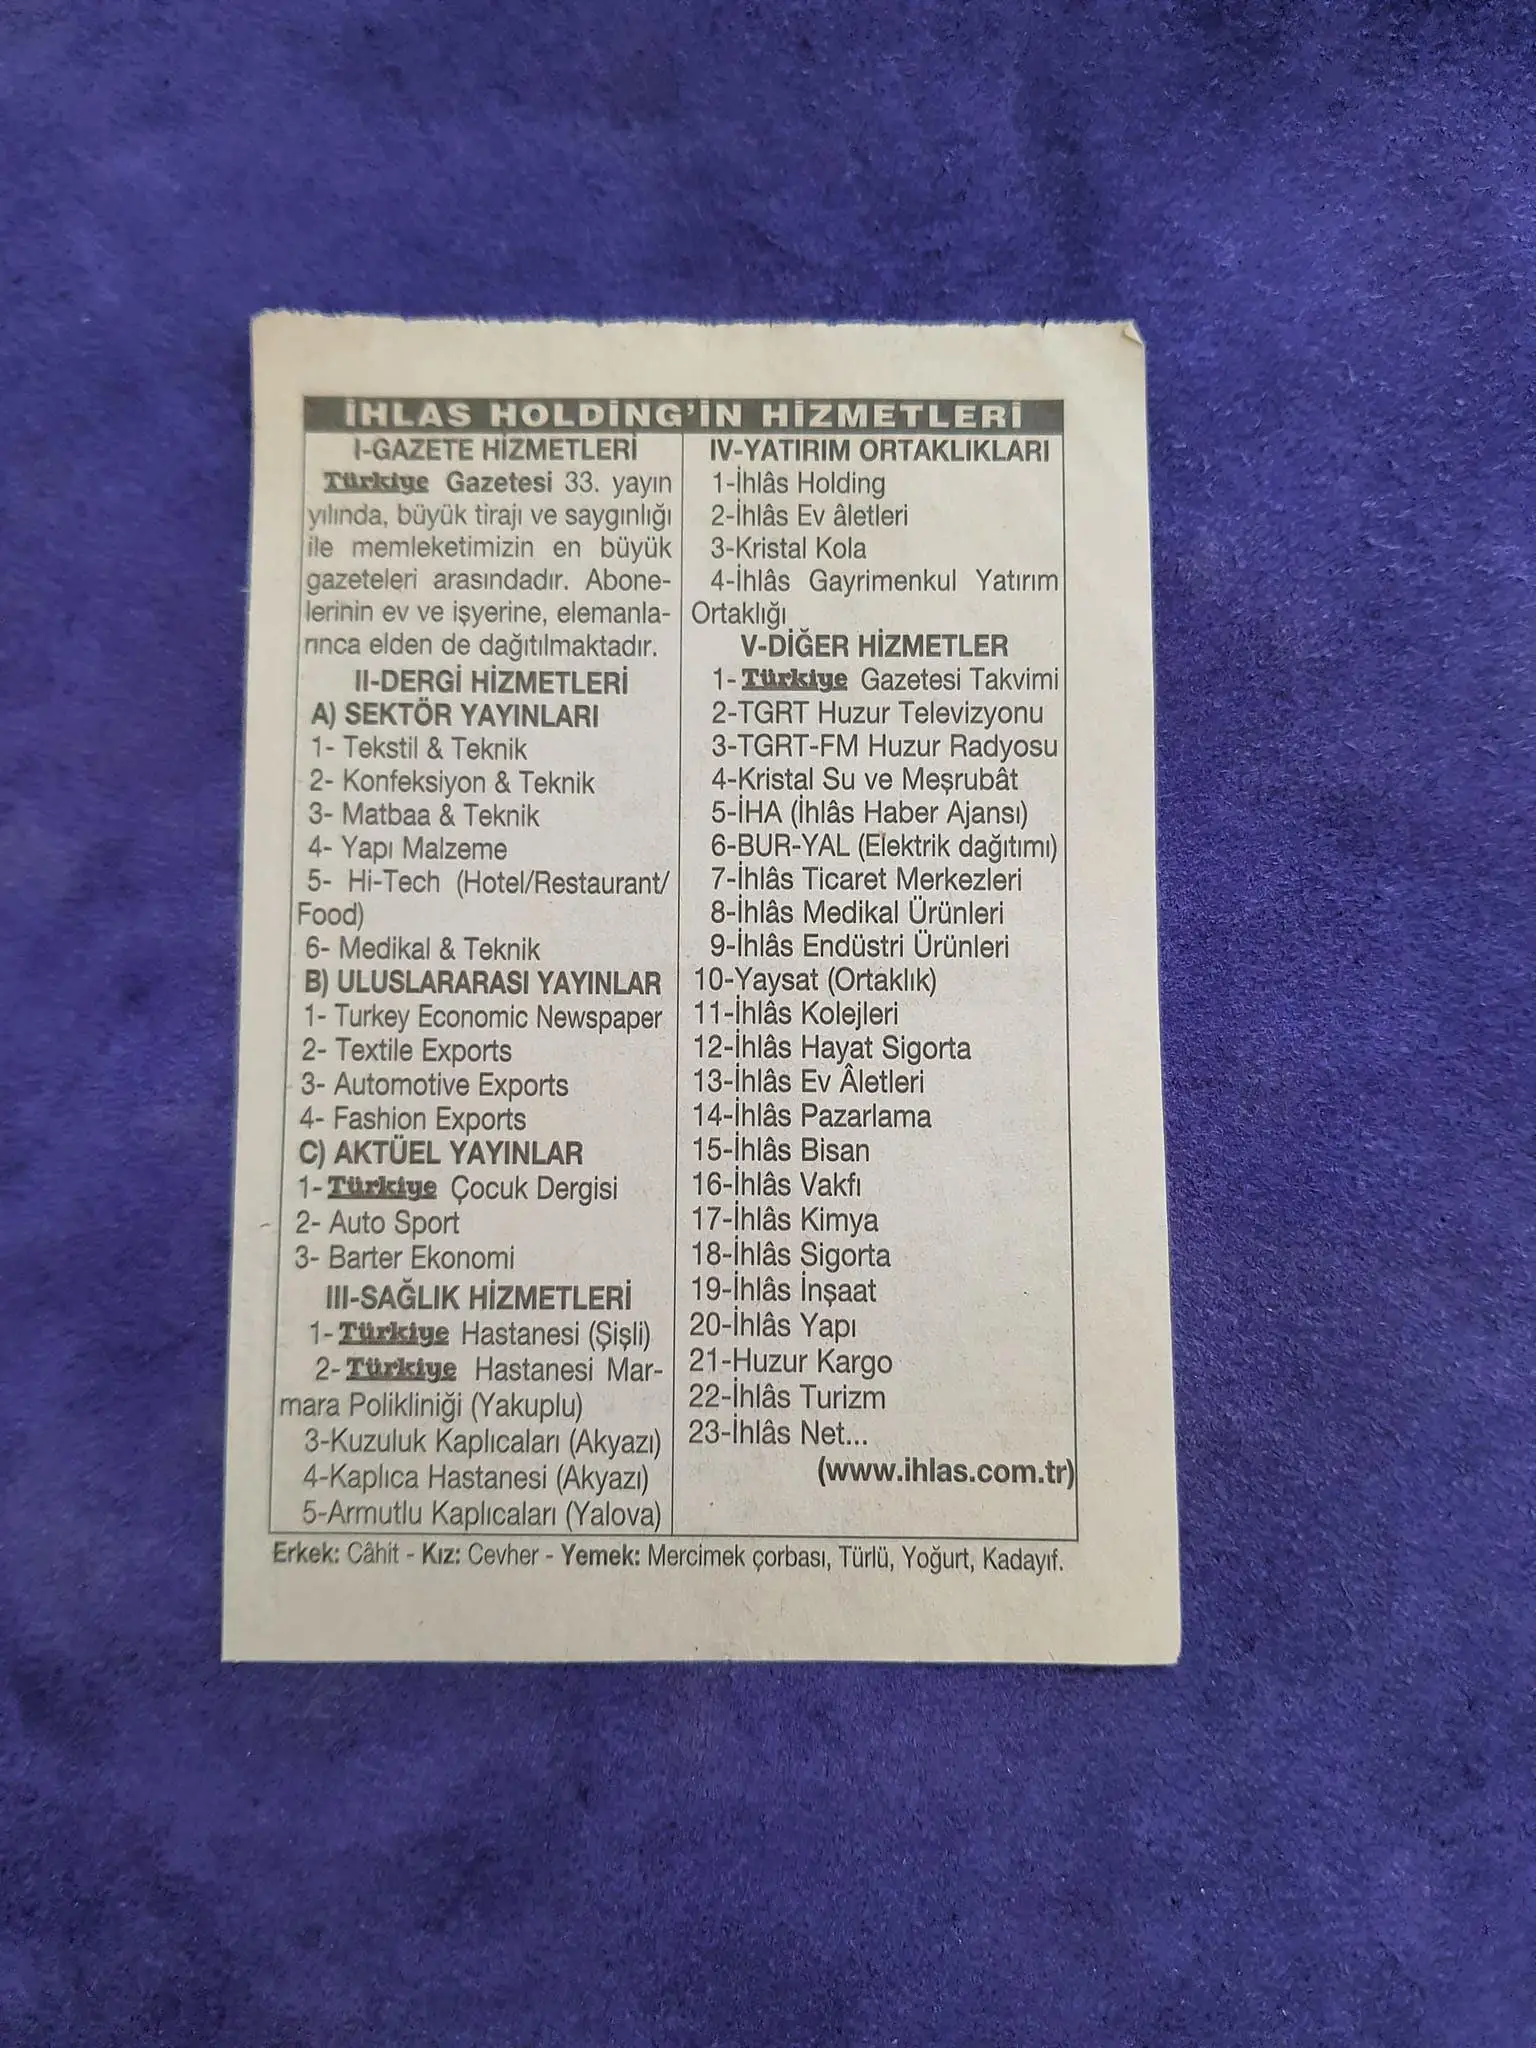 İHLAS HOLDİNG'İN HİZMETLERİ
I-GAZETE HİZMETLERİ
Türkiye Gazetesi 33. yayın
yılında, büyük tirajı ve saygınlığı
ile memleketimizin en büyük
gazeteleri arasındadır. Abone-
lerinin ev ve işyerine, elemanla-
rınca elden de dağıtılmaktadır.
II-DERGİ HİZMETLERİ
A) SEKTÖR YAYINLARI
1- Tekstil & Teknik
2- Konfeksiyon & Teknik
3- Matbaa & Teknik
4- Yapı Malzeme
5- Hi-Tech (Hotel/Restaurant/
Food)
6- Medikal & Teknik
B) ULUSLARARASI YAYINLAR
1- Turkey Economic Newspaper
2- Textile Exports
3- Automotive Exports
4- Fashion Exports
C) AKTÜEL YAYINLAR
1- Türkiye Çocuk Dergisi
2- Auto Sport
3- Barter Ekonomi
III-SAĞLIK HİZMETLERİ
1- Türkiye Hastanesi (Şişli)
2- Türkiye Hastanesi Mar-
mara Polikliniği (Yakuplu)
3-Kuzuluk Kaplıcaları (Akyazı)
4-Kaplıca Hastanesi (Akyazı)
5-Armutlu Kaplıcaları (Yalova)
IV-YATIRIM ORTAKLIKLARI
1-İhlâs Holding
2-İhlâs Ev âletleri
3-Kristal Kola
4-İhlâs Gayrimenkul Yatırım
Ortaklığı
V-DİĞER HİZMETLER
1- Türkiye Gazetesi Takvimi
2-TGRT Huzur Televizyonu
3-TGRT-FM Huzur Radyosu
4-Kristal Su ve Meşrubât
5-İHA (İhlâs Haber Ajansı)
6-BUR-YAL (Elektrik dağıtımı)
7-İhlâs Ticaret Merkezleri
8-İhlâs Medikal Ürünleri
9-İhlâs Endüstri Ürünleri
10-Yaysat (Ortaklık)
11-İhlâs Kolejleri
12-İhlâs Hayat Sigorta
13-İhlâs Ev Âletleri
14-İhlâs Pazarlama
15-İhlâs Bisan
16-İhlâs Vakfı
17-İhlâs Kimya
18-İhlâs Sigorta
19-İhlâs İnşaat
20-İhlâs Yapı
21-Huzur Kargo
22-İhlâs Turizm
23-İhlâs Net...
(www.ihlas.com.tr)
Erkek: Câhit - Kız: Cevher - Yemek: Mercimek çorbası, Türlü, Yoğurt, Kadayıf.